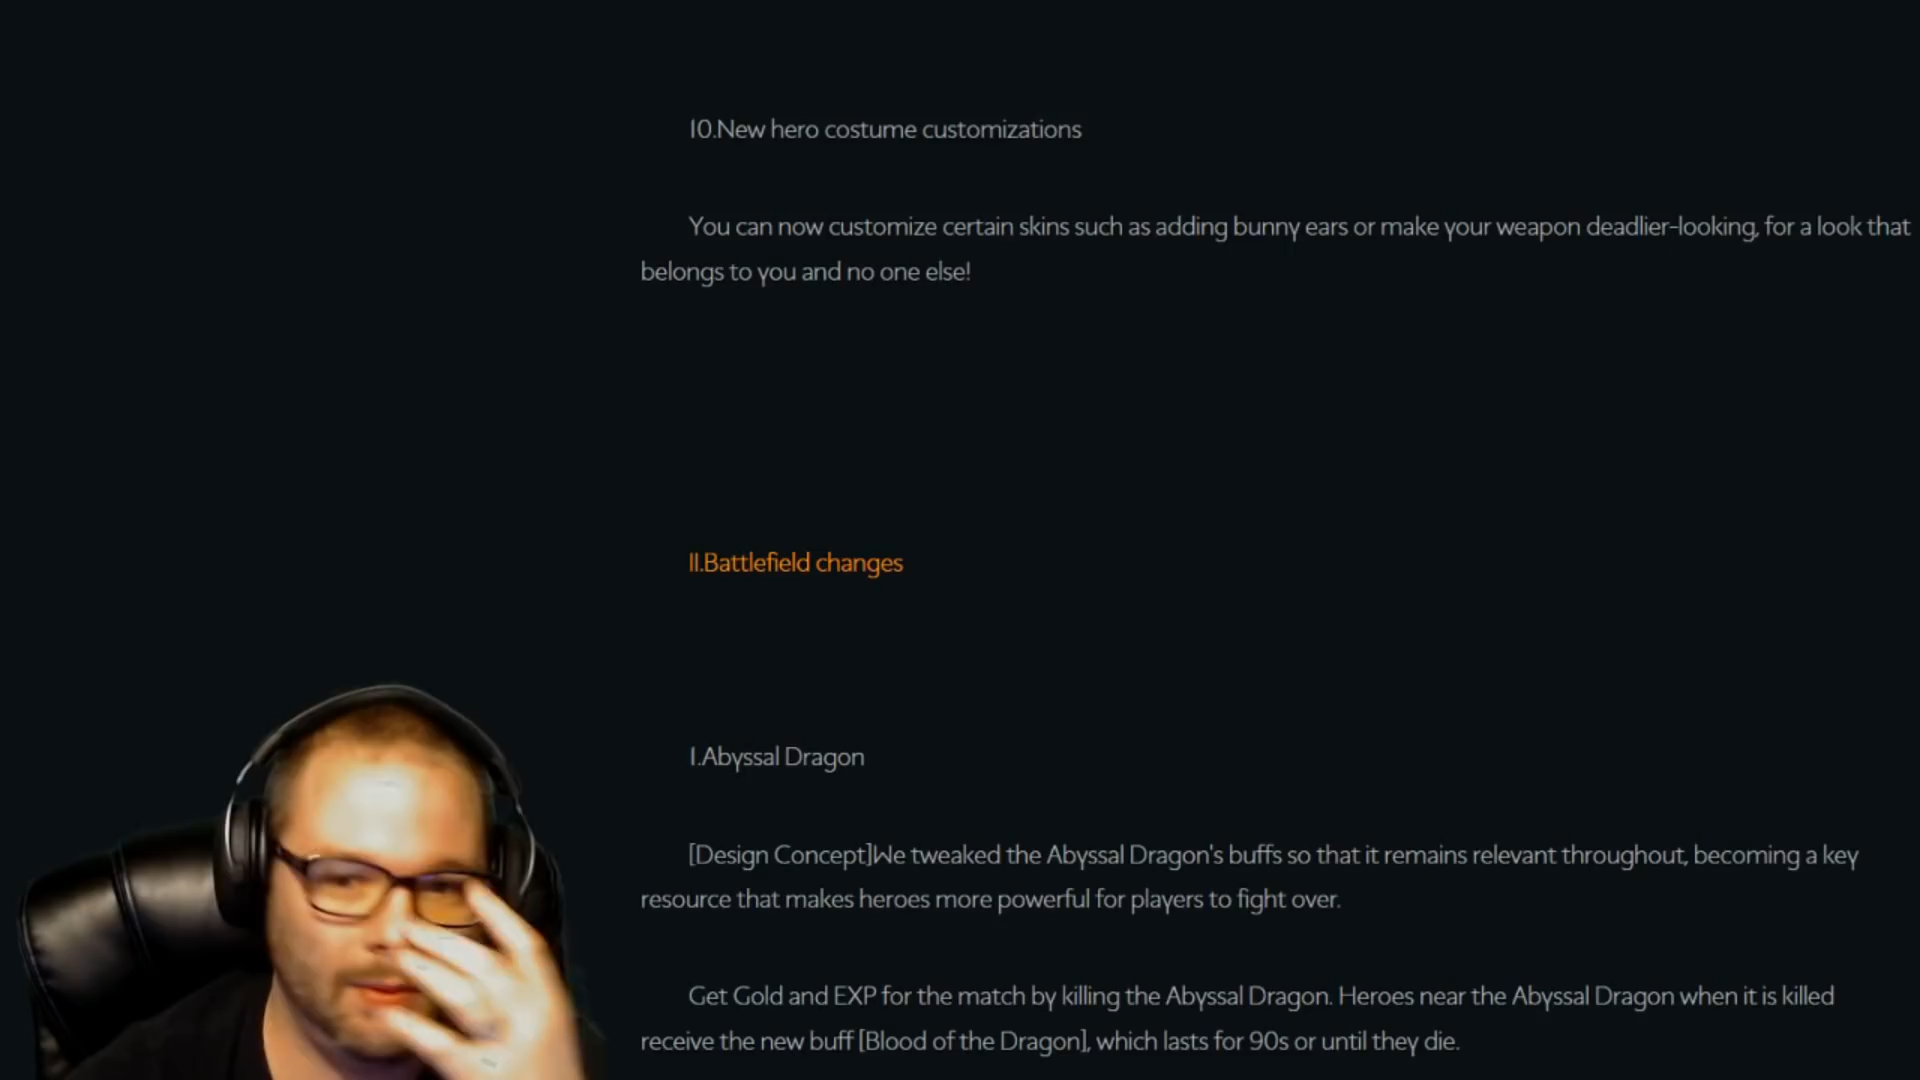 10.New hero costume customizations
You can now customize certain skins such as adding bunny ears or make your weapon deadlier-looking, for a look that
belongs to you and no one else!
II.Battlefield changes
1.Abyssal Dragon
[Design Concept]We tweaked the Abyssal Dragon's buffs so that it remains relevant throughout, becoming a key
resource that makes heroes more powerful for players to fight over.
Get Gold and EXP for the match by killing the Abyssal Dragon. Heroes near the Abyssal Dragon when it is killed
receive the new buff [Blood of the Dragon], which lasts for 90s or until they die.